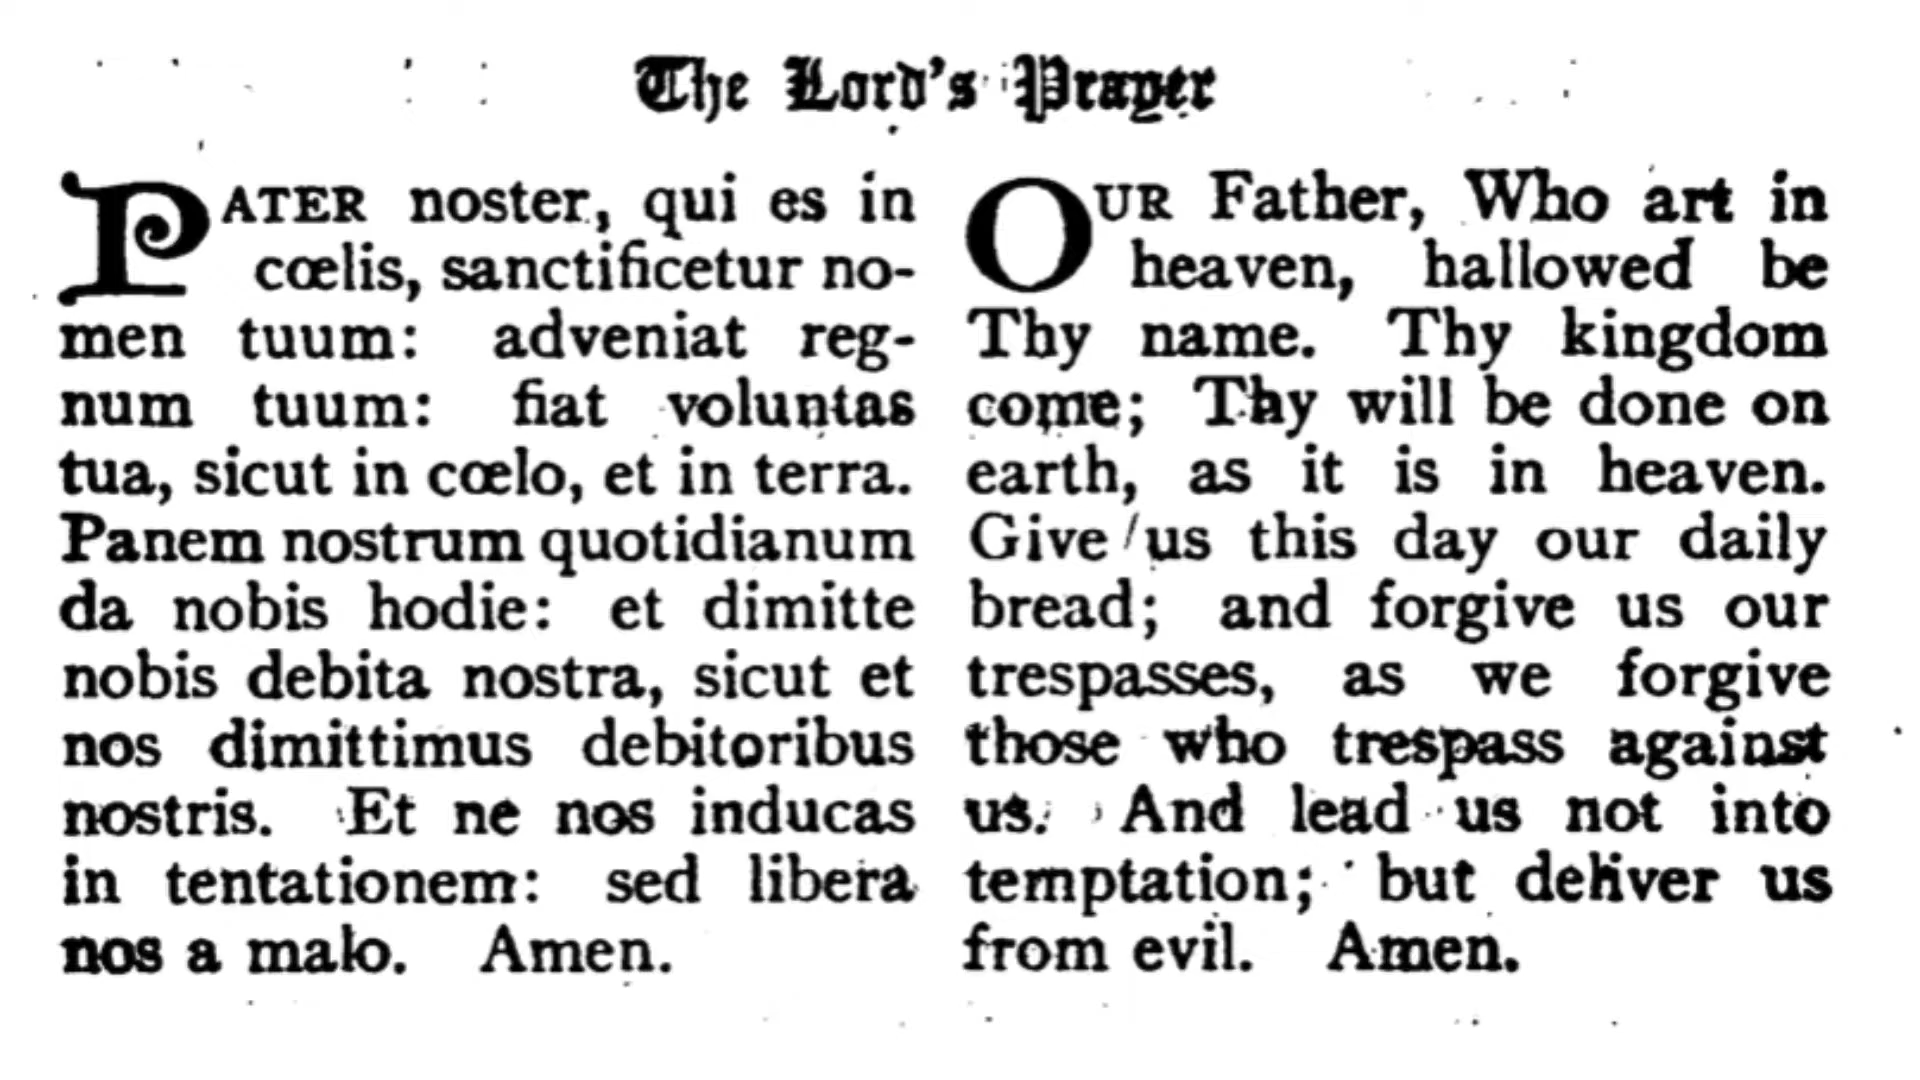 The Lord's Prayer
PATER noster, qui es in
cœlis, sanctificetur no-
men tuum: adveniat reg-
num tuum: fiat voluntas
tua, sicut in cœlo, et in terra.
Panem nostrum quotidianum
da nobis hodie: et dimitte
nobis debita nostra, sicut et
nos dimittimus debitoribus
nostris. Et ne nos inducas
in tentationem: sed libera
nos a malo. Amen.
OUR Father, Who art in
heaven, hallowed be
Thy name. Thy kingdom
come; Thy will be done on
earth, as it is in heaven.
Give us this day our daily
bread; and forgive us our
trespasses, as we forgive
those who trespass against
us. And lead us not into
temptation; but deliver us
from evil. Amen.